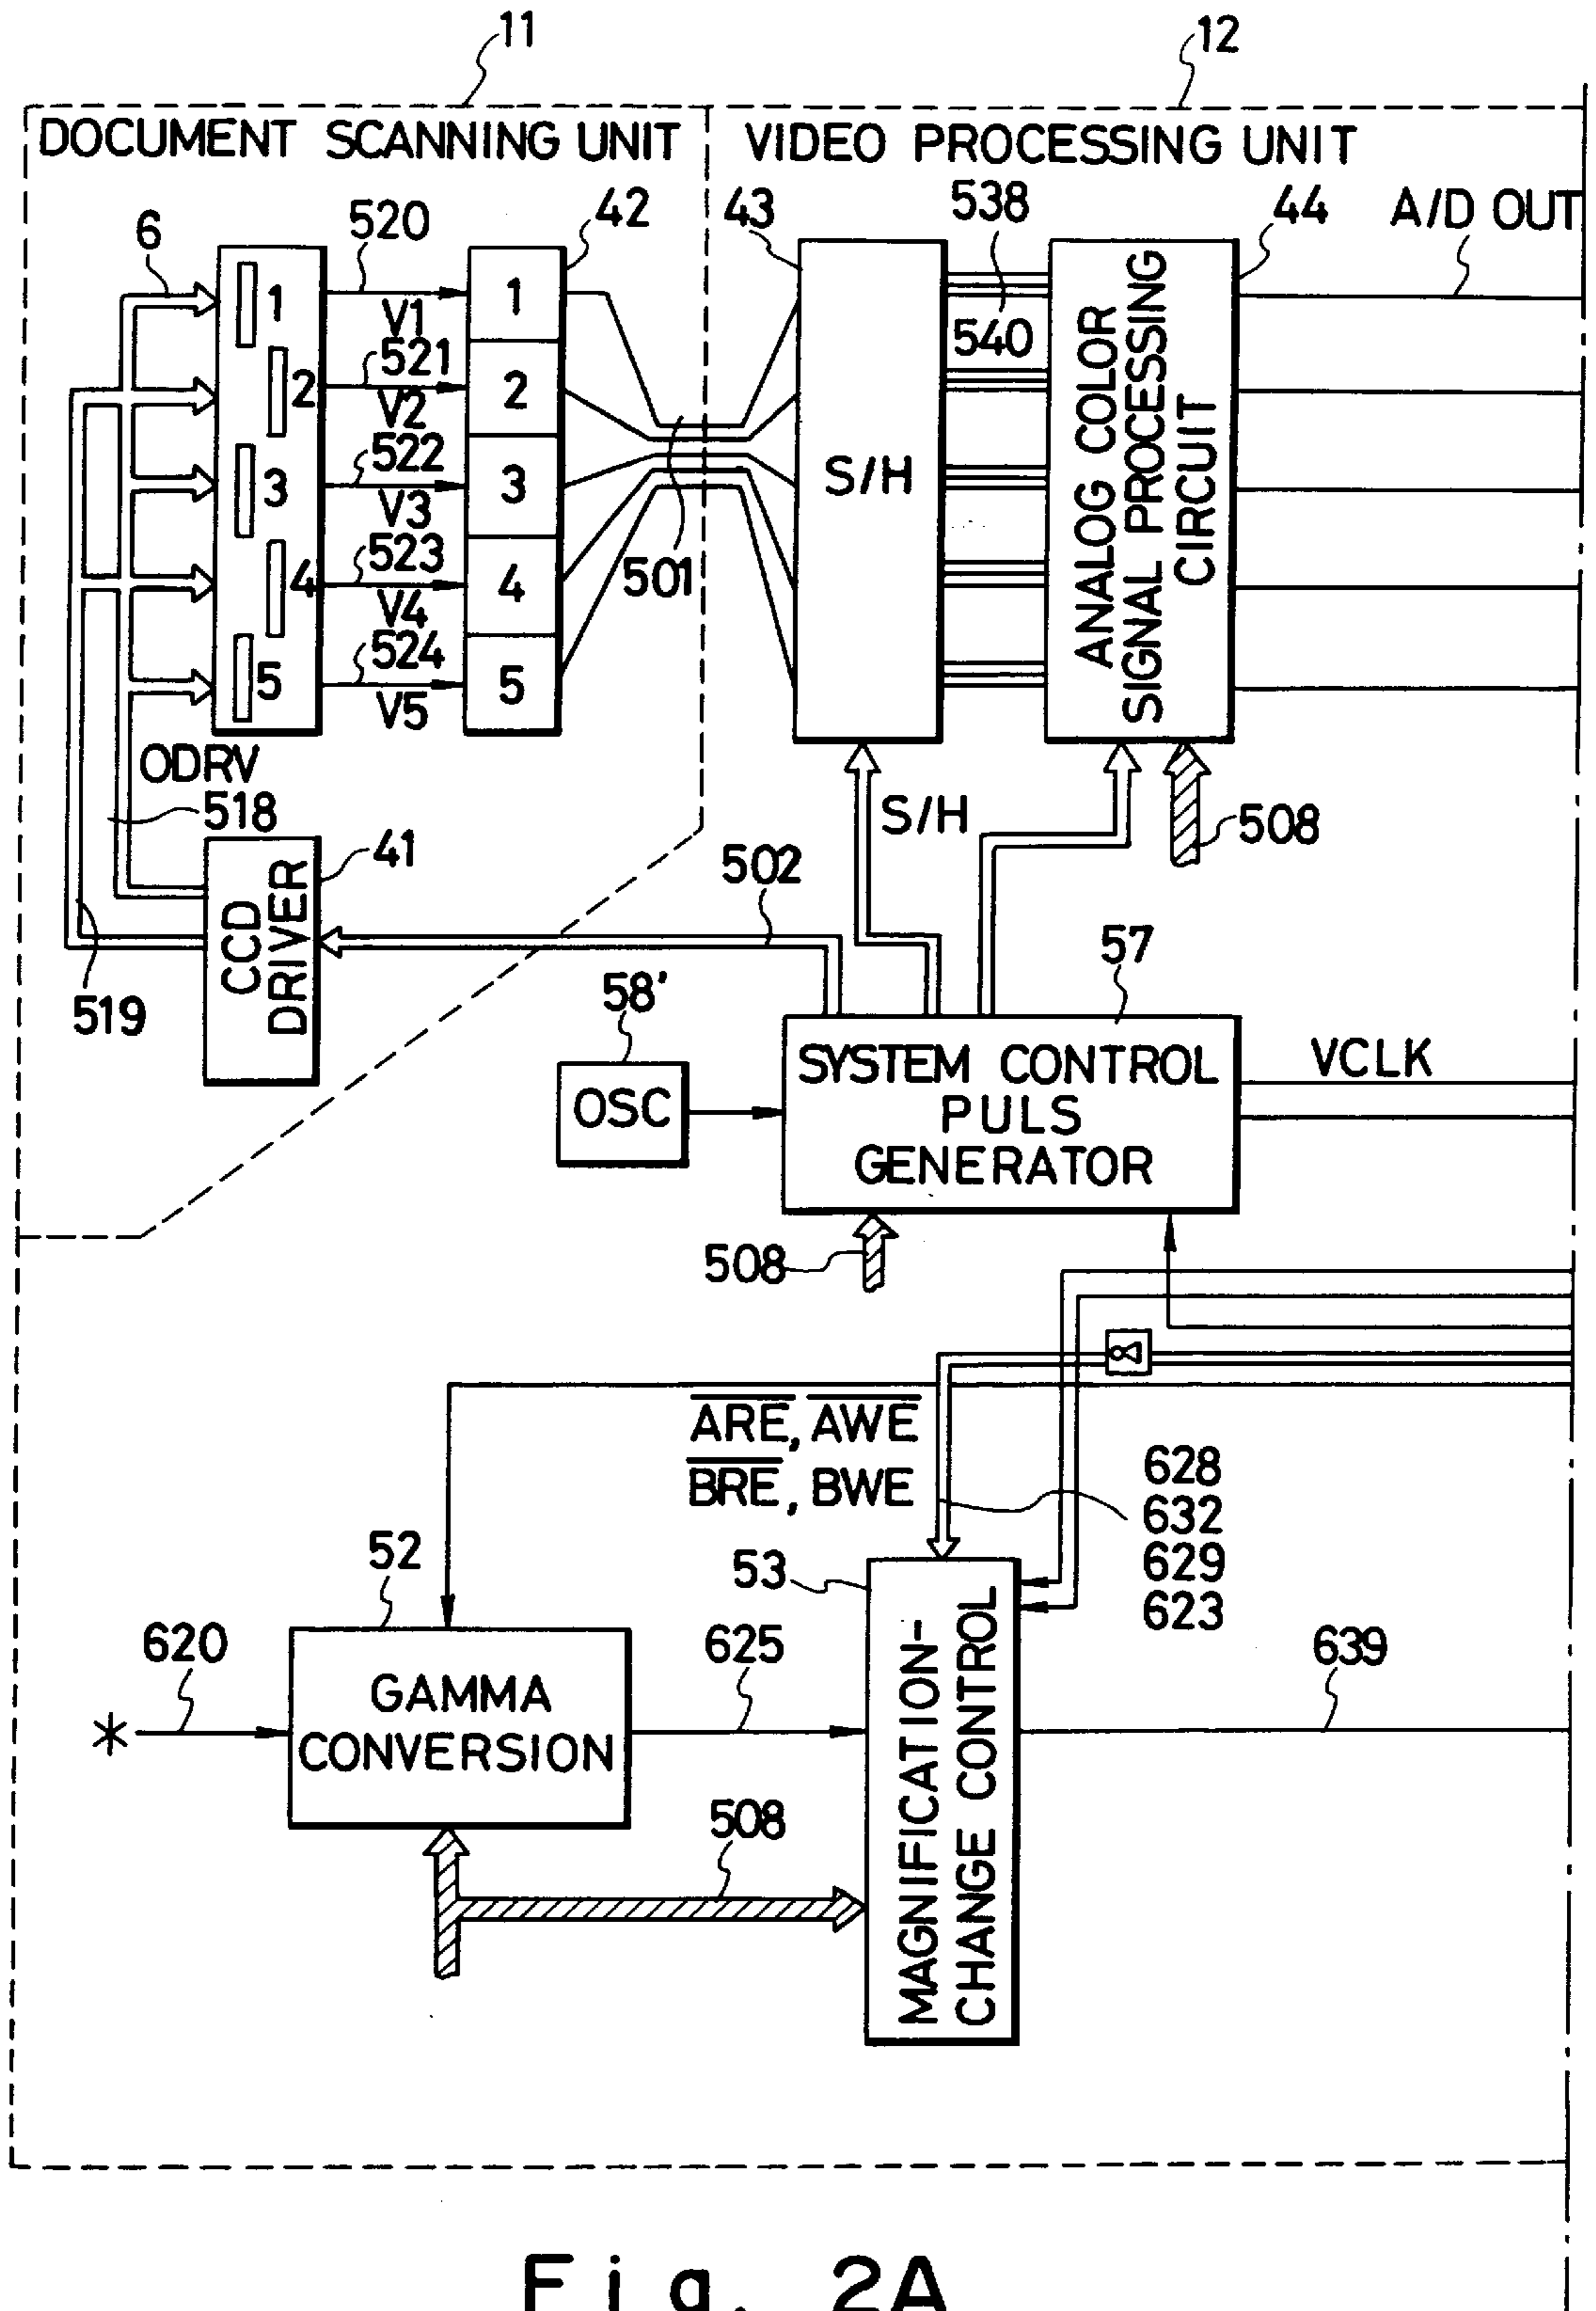 11
12
DOCUMENT SCANNING UNIT
VIDEO PROCESSING UNIT
6
520
42
43
538
540
44
A/D OUT
1
2
3
4
5
V1
521
V2
522
V3
523
V4
524
V5
1
2
3
4
5
501
S/H
ANALOG COLOR
SIGNAL PROCESSING
CIRCUIT
ODRV
518
519
41
CCD
DRIVER
502
S/H
508
58'
OSC
57
SYSTEM CONTROL
PULS
GENERATOR
VCLK
508
8
A̅R̅E̅, A̅W̅E̅
B̅R̅E̅, BWE
628
632
629
623
52
53
620
*
GAMMA
CONVERSION
625
MAGNIFICATION-
CHANGE CONTROL
639
508
Fig. 2A